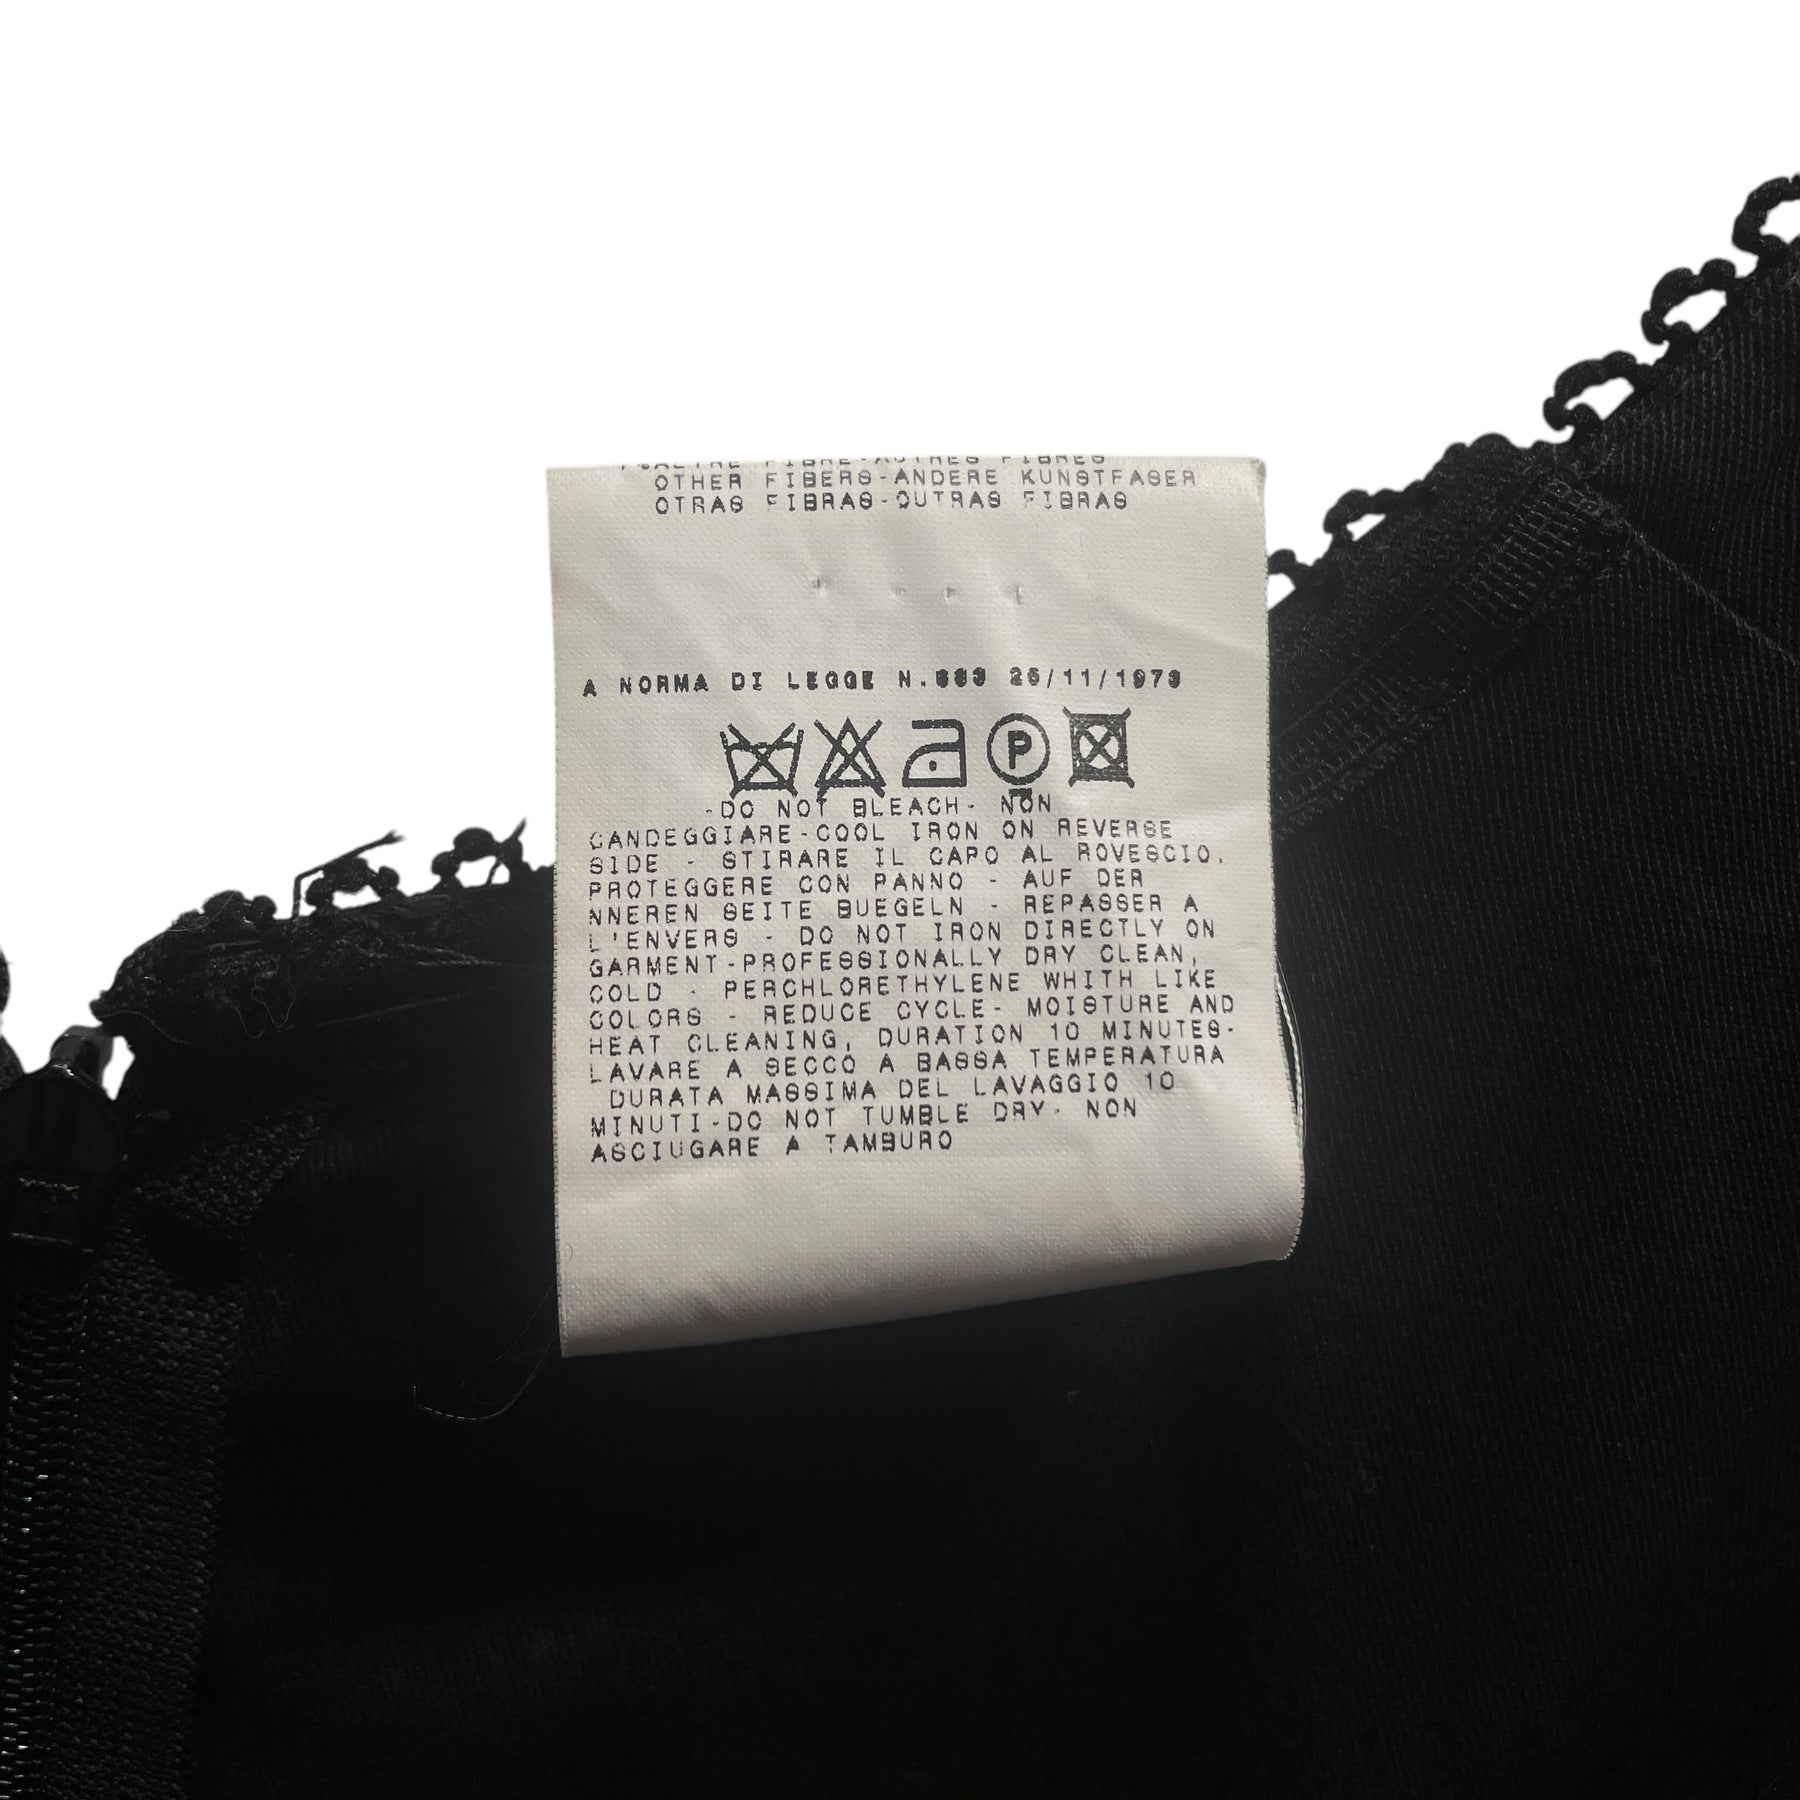 FIBRE-AUTRES FIBRES
OTHER FIBERS-ANDERE KUNSTFASER
OTRAS FIBRAS-OUTRAS FIBRAS
A NORMA DI LEGGE N.883 26/11/1973
P
-DO NOT BLEACH- NON
CANDEGGIARE-COOL IRON ON REVERSE
SIDE - STIRARE IL CAPO AL ROVESCIO.
PROTEGGERE CON PANNO - AUF DER
NNEREN SEITE BUEGELN - REPASSER A
L'ENVERS - DO NOT IRON DIRECTLY ON
GARMENT-PROFESSIONALLY DRY CLEAN,
COLD - PERCHLORETHYLENE WHITH LIKE
COLORS - REDUCE CYCLE- MOISTURE AND
HEAT CLEANING, DURATION 10 MINUTES-
LAVARE A SECCO A BASSA TEMPERATURA
DURATA MASSIMA DEL LAVAGGIO 10
MINUTI-DO NOT TUMBLE DRY- NON
ASCIUGARE A TAMBURO